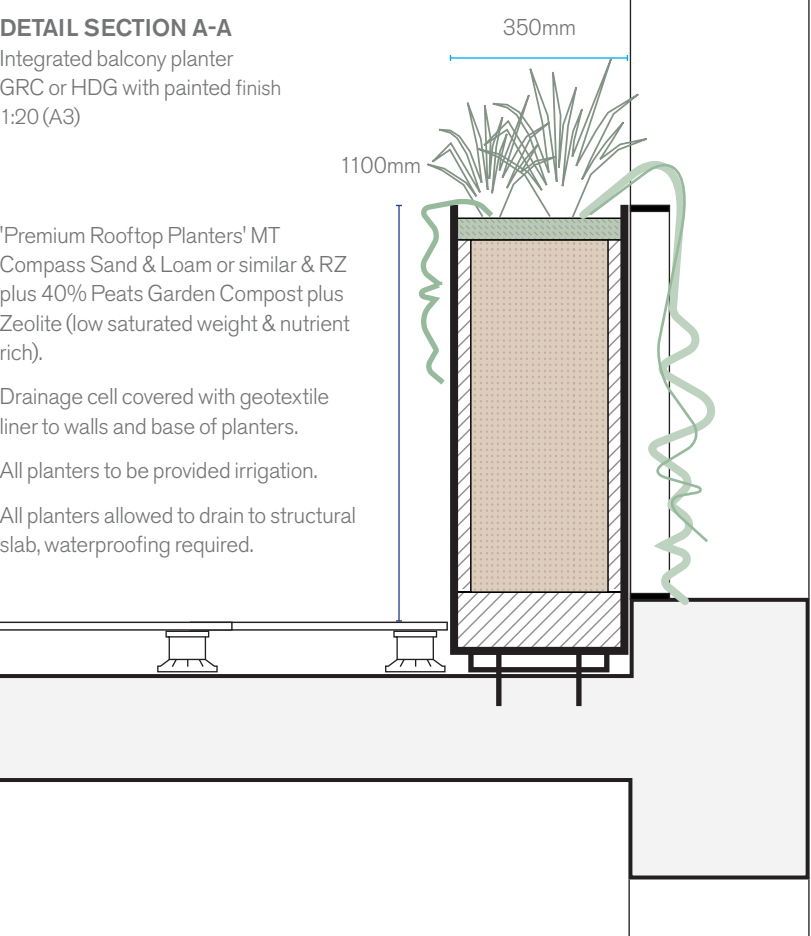 DETAIL SECTION A-A
Integrated balcony planter
GRC or HDG with painted finish
1:20 (A3)
350mm
1100mm
'Premium Rooftop Planters' MT
Compass Sand & Loam or similar & RZ
plus 40% Peats Garden Compost plus
Zeolite (low saturated weight & nutrient
rich).
Drainage cell covered with geotextile
liner to walls and base of planters.
All planters to be provided irrigation.
All planters allowed to drain to structural
slab, waterproofing required.